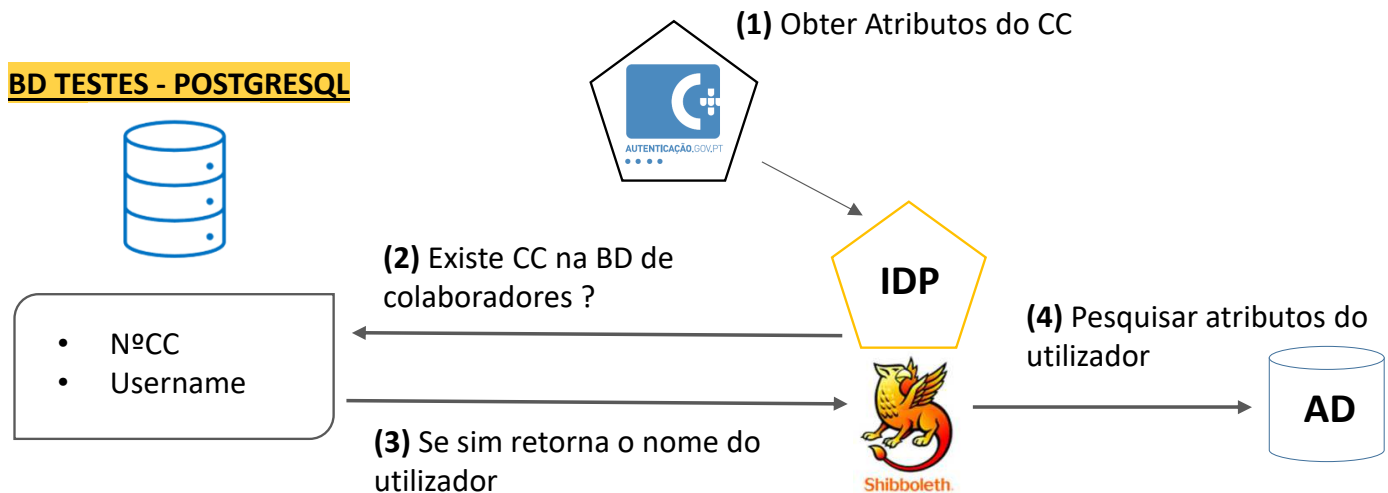 (1) Obter Atributos do CC
BD TESTES - POSTGRESQL
AUTENTICAÇÃO.GOV.PT
(2) Existe CC na BD de
colaboradores ?
IDP
• NºCC
• Username
(4) Pesquisar atributos do
utilizador
AD
(3) Se sim retorna o nome do
utilizador
Shibboleth.